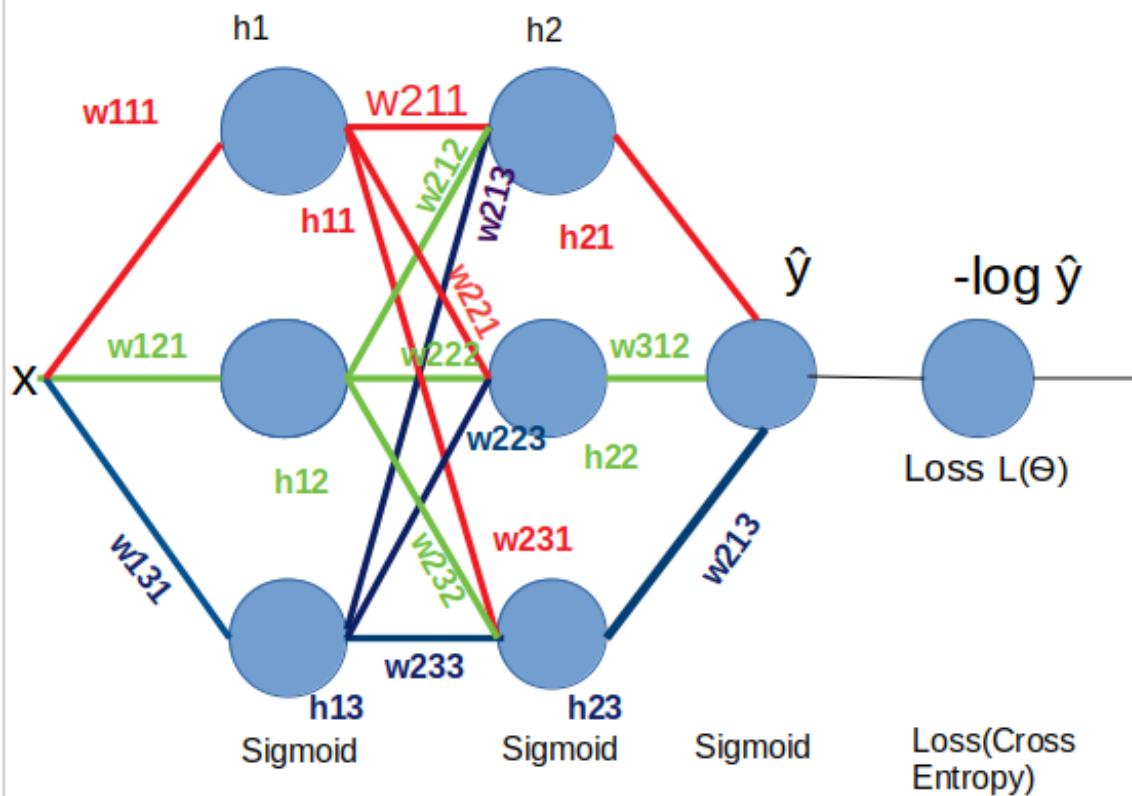 h1
h2
w111
w211
w212
w213
h11
h21
w221
ŷ
-log ŷ
w121
w222
w312
x
w223
h12
h22
Loss L(Θ)
w131
w231
w232
w213
w233
h13
h23
Sigmoid
Sigmoid
Sigmoid
Loss(Cross
Entropy)